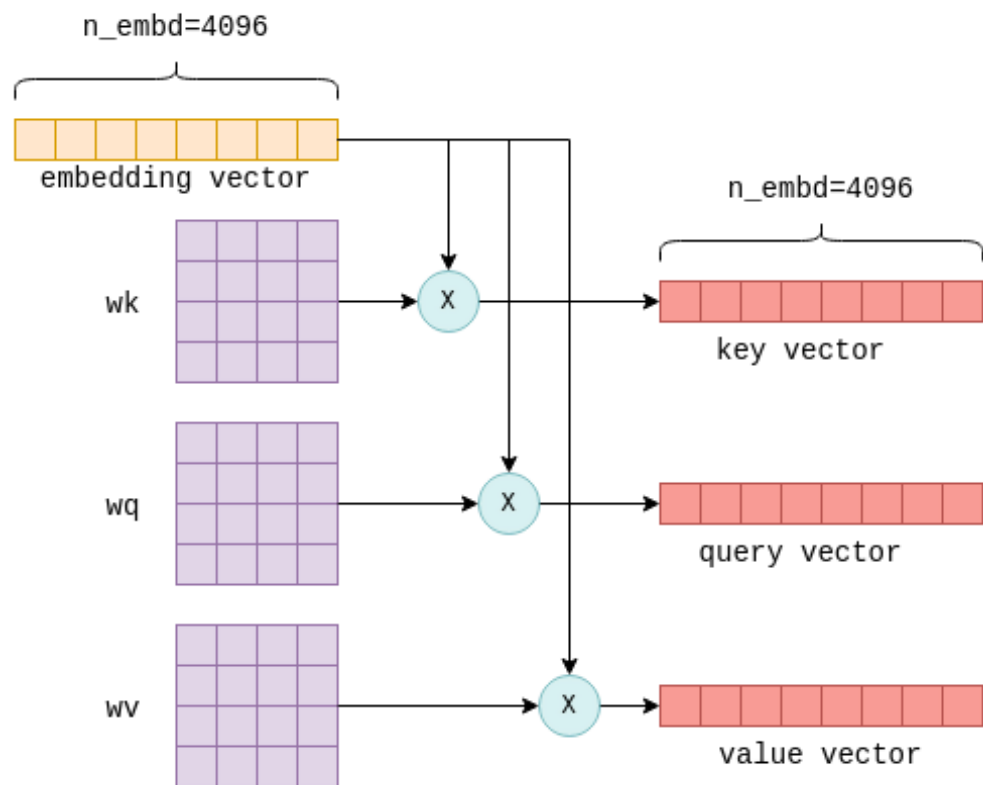 n_embd=4096
embedding vector
n_embd=4096
wk
X
key vector
wq
X
query vector
wv
X
value vector